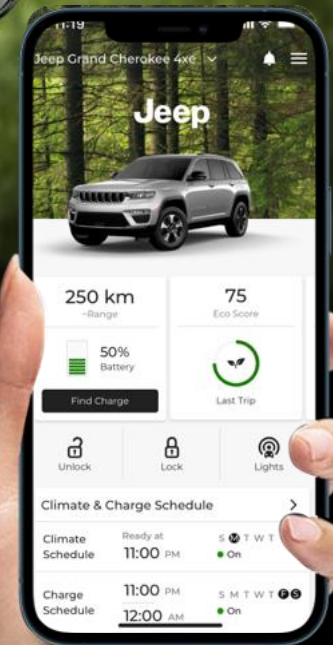 11:19
Jeep Grand Cherokee 4xe
Jeep
250 km
~Range
50%
Battery
Find Charge
75
Eco Score
Last Trip
Unlock
Lock
Lights
Climate & Charge Schedule
Climate Schedule
Ready at
11:00 PM
S M T W T
On
Charge Schedule
11:00 PM
12:00 AM
S M T W T F S
On